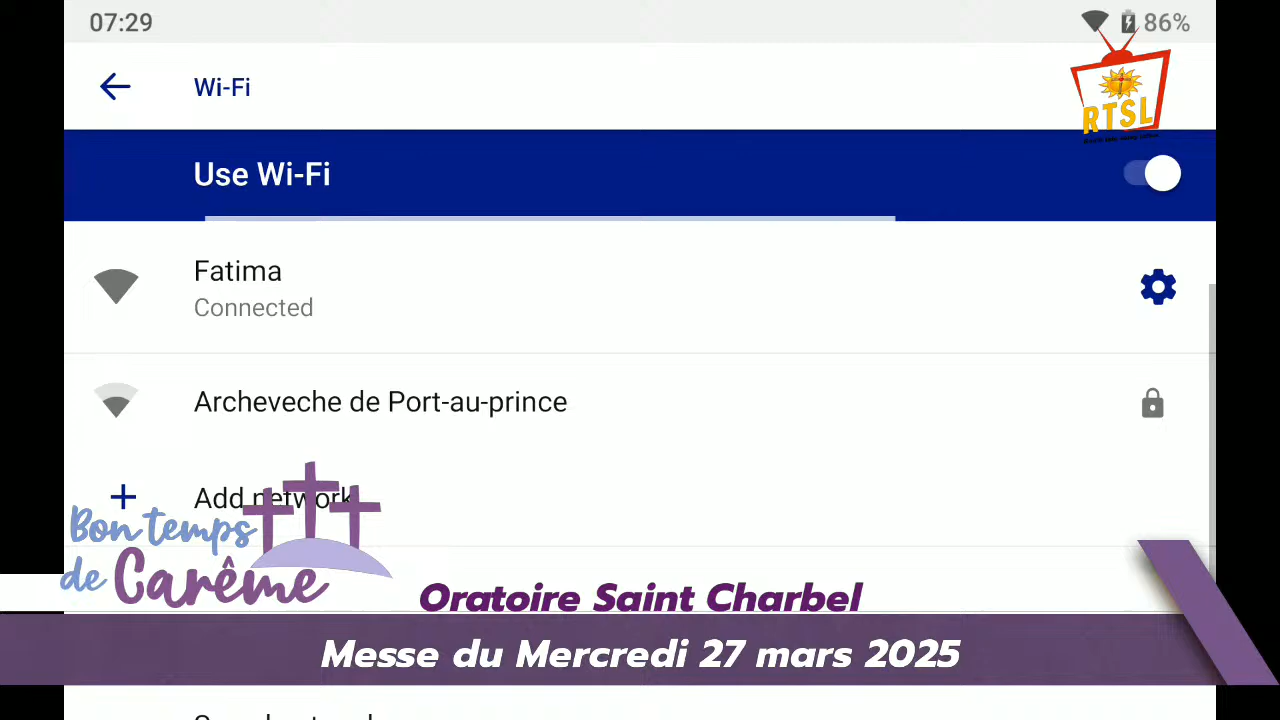 07:29
86%
Wi-Fi
RTSL
Use Wi-Fi
Fatima
Connected
Archeveche de Port-au-prince
Add network
Bon temps
de Carême
Oratoire Saint Charbel
Messe du Mercredi 27 mars 2025